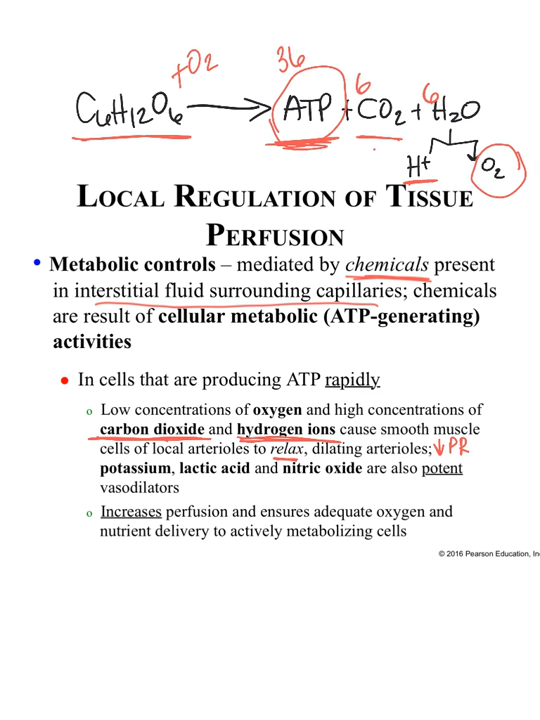 +O2 36
C6H12O6 → ATP + 6 CO2 + 6 H2O
H+ O2
LOCAL REGULATION OF TISSUE
PERFUSION
• Metabolic controls – mediated by chemicals present
in interstitial fluid surrounding capillaries; chemicals
are result of cellular metabolic (ATP-generating)
activities
• In cells that are producing ATP rapidly
o Low concentrations of oxygen and high concentrations of
carbon dioxide and hydrogen ions cause smooth muscle
cells of local arterioles to relax, dilating arterioles; ↓ PR
potassium, lactic acid and nitric oxide are also potent
vasodilators
o Increases perfusion and ensures adequate oxygen and
nutrient delivery to actively metabolizing cells
© 2016 Pearson Education, In